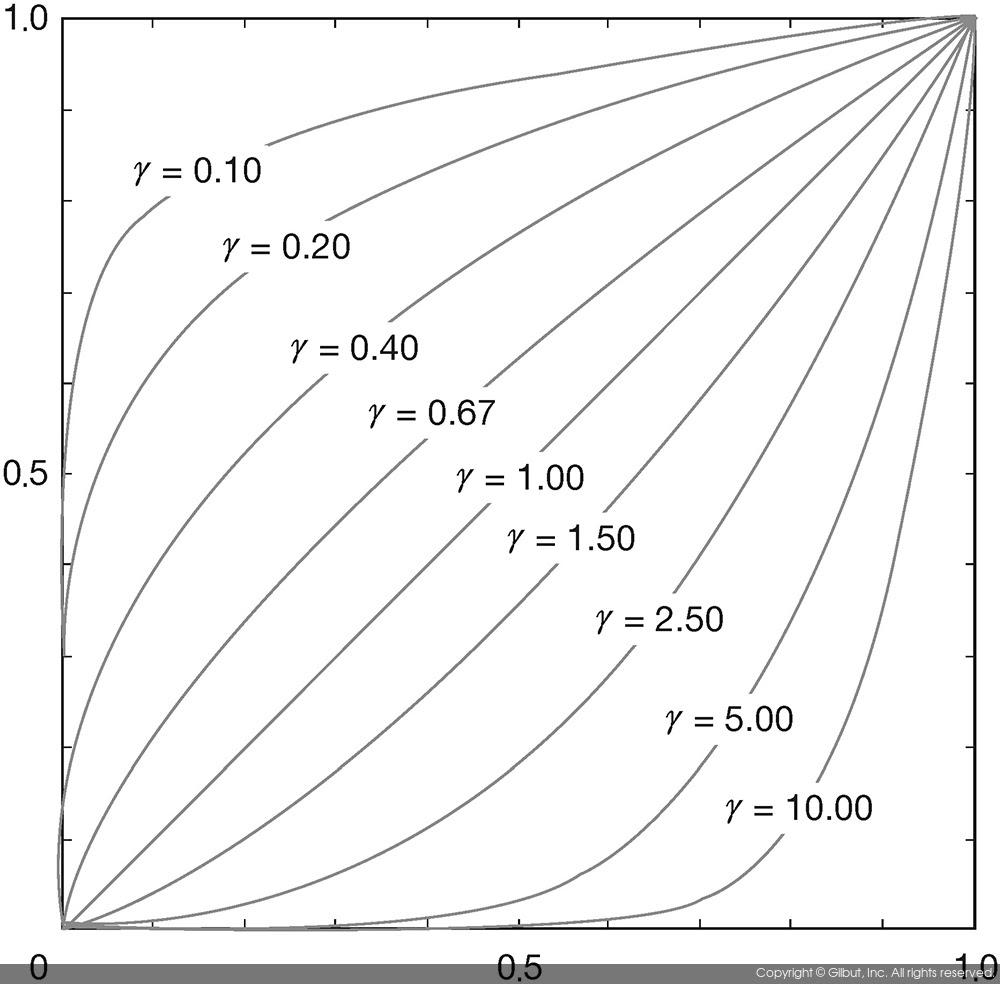 1.0
γ = 0.10
γ = 0.20
γ = 0.40
γ = 0.67
0.5
γ = 1.00
γ = 1.50
γ = 2.50
γ = 5.00
γ = 10.00
0 0.5 1.0
Copyright © Gilbut, Inc. All rights reserved.